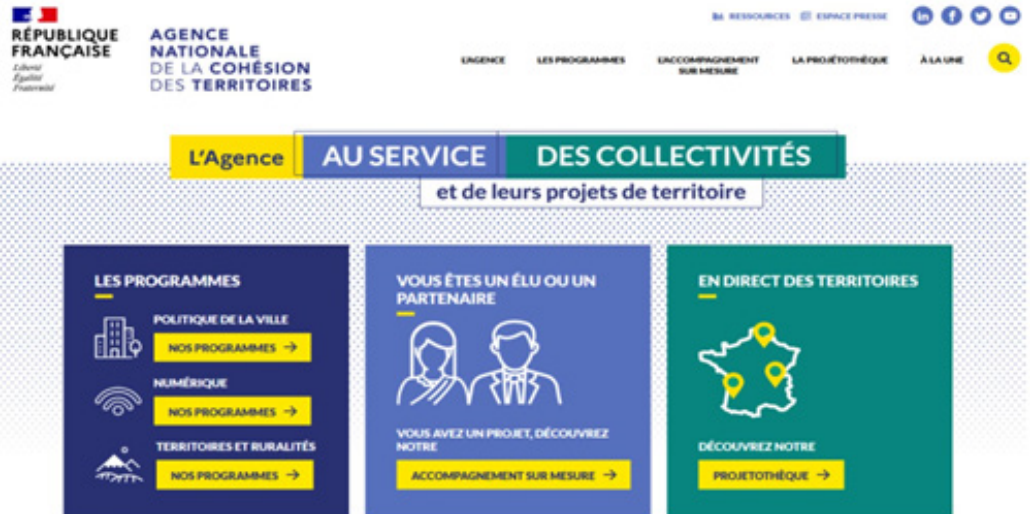 RÉPUBLIQUE
FRANÇAISE
Liberté
Égalité
Fraternité
AGENCE
NATIONALE
DE LA COHÉSION
DES TERRITOIRES
RESSOURCES ESPACE PRESSE
L'AGENCE LES PROGRAMMES L'ACCOMPAGNEMENT
SUR MESURE LA PROJÉTOTHÈQUE À LA UNE
L'Agence AU SERVICE DES COLLECTIVITÉS
et de leurs projets de territoire
LES PROGRAMMES
POLITIQUE DE LA VILLE
NOS PROGRAMMES →
NUMÉRIQUE
NOS PROGRAMMES →
TERRITOIRES ET RURALITÉS
NOS PROGRAMMES →
VOUS ÊTES UN ÉLU OU UN
PARTENAIRE
VOUS AVEZ UN PROJET, DÉCOUVREZ
NOTRE
ACCOMPAGNEMENT SUR MESURE →
EN DIRECT DES TERRITOIRES
DÉCOUVREZ NOTRE
PROJETOTHÈQUE →